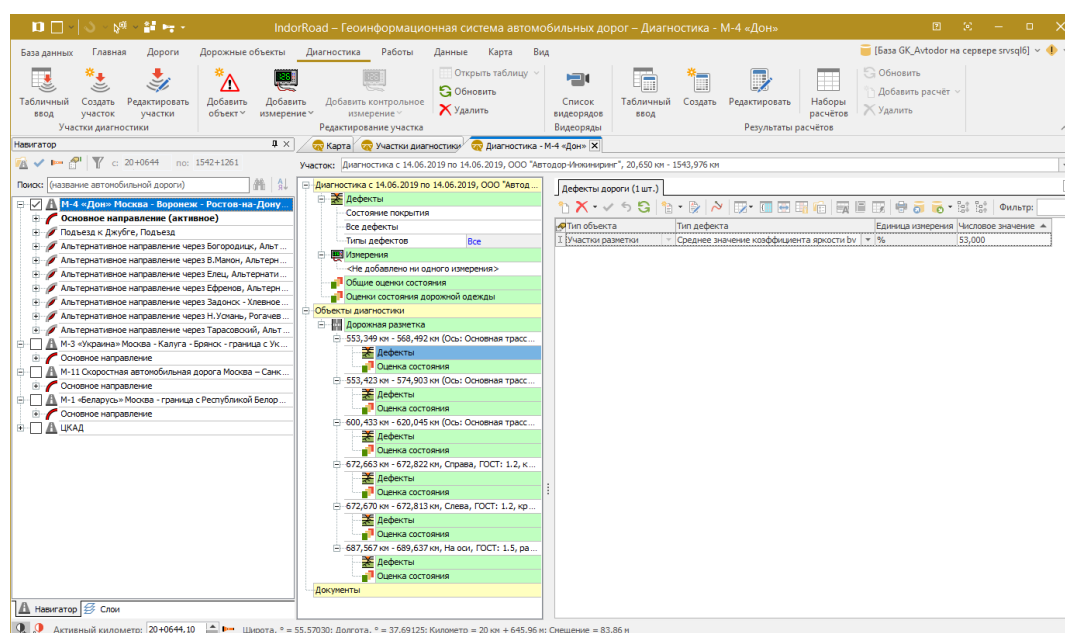 IndorRoad – Геоинформационная система автомобильных дорог – Диагностика - М-4 «Дон»
База данных Главная Дороги Дорожные объекты Диагностика Работы Данные Карта Вид [База GK_Avtodor на сервере srvsql6]
Табличный ввод
Создать участок
Редактировать участки
Добавить объект
Добавить измерение
Добавить контрольное измерение
Открыть таблицу
Обновить
Удалить
Список видеорядов
Табличный ввод
Создать
Редактировать
Наборы расчётов
Обновить
Добавить расчёт
Удалить
Участки диагностики Редактирование участка Видеоряды Результаты расчётов
Навигатор
Карта Участки диагностики Диагностика - М-4 «Дон»
с: 20+0644 по: 1542+1261
Участок: Диагностика с 14.06.2019 по 14.06.2019, ООО "Автодор-Инжиниринг", 20,650 км - 1543,976 км
Поиск: (название автомобильной дороги)
М-4 «Дон» Москва - Воронеж - Ростов-на-Дону...
Основное направление (активное)
Подъезд к Джубге, Подъезд
Альтернативное направление через Богородицк, Альт ...
Альтернативное направление через В.Мамон, Альтерн...
Альтернативное направление через Елец, Альтернати...
Альтернативное направление через Ефремов, Альтерн...
Альтернативное направление через Задонск - Хлевное ...
Альтернативное направление через Н.Усмань, Рогачев...
Альтернативное направление через Тарасовский, Альт ...
М-3 «Украина» Москва - Калуга - Брянск - граница с Ук...
Основное направление
М-11 Скоростная автомобильная дорога Москва – Санк...
Основное направление
М-1 «Беларусь» Москва - граница с Республикой Белор...
Основное направление
ЦКАД
Диагностика с 14.06.2019 по 14.06.2019, ООО "Автод ...
Дефекты
Состояние покрытия
Все дефекты
Типы дефектов Все
Измерения
<Не добавлено ни одного измерения>
Общие оценки состояния
Оценки состояния дорожной одежды
Объекты диагностики
Дорожная разметка
553,349 км - 568,492 км (Ось: Основная трасс...
Дефекты
Оценка состояния
553,423 км - 574,903 км (Ось: Основная трасс...
Дефекты
Оценка состояния
600,433 км - 620,045 км (Ось: Основная трасс...
Дефекты
Оценка состояния
672,663 км - 672,822 км, Справа, ГОСТ: 1.2, к...
Дефекты
Оценка состояния
672,670 км - 672,813 км, Слева, ГОСТ: 1.2, кр...
Дефекты
Оценка состояния
687,567 км - 689,637 км, На оси, ГОСТ: 1.5, ра...
Дефекты
Оценка состояния
Документы
Дефекты дороги (1 шт.)
Фильтр:
Тип объекта Тип дефекта Единица измерения Числовое значение
Участки разметки Среднее значение коэффициента яркости bv % 53,000
Навигатор Слои
Активный километр: 20+0644,10 Широта, ° = 55,57030; Долгота, ° = 37,69125; Километр = 20 км + 645,96 м; Смещение = 83,86 м